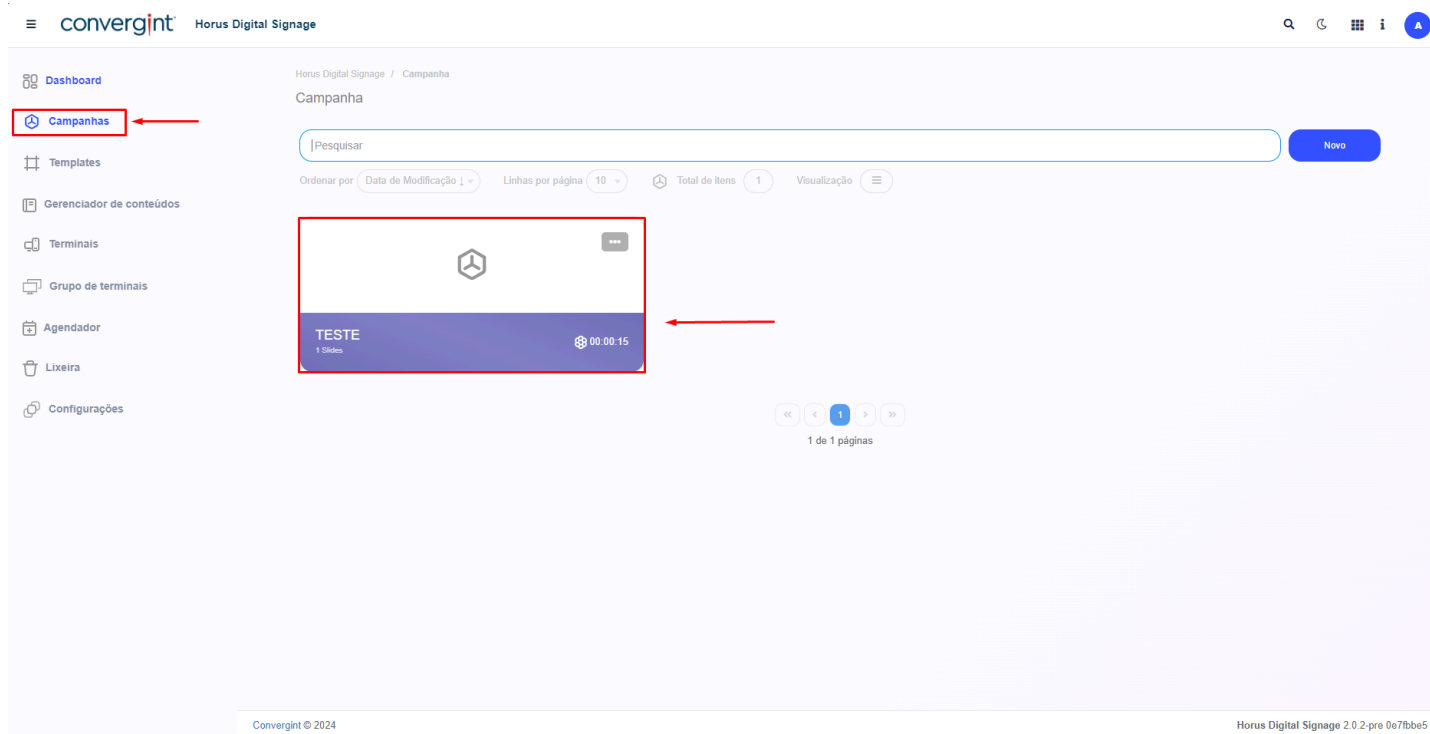 convergint Horus Digital Signage
i A
Dashboard
Campanhas
Templates
Gerenciador de conteúdos
Terminais
Grupo de terminais
Agendador
Lixeira
Configurações
Horus Digital Signage / Campanha
Campanha
Pesquisar
Novo
Ordenar por Data de Modificação ↓ Linhas por página 10 Total de Itens 1 Visualização
TESTE
1 Slides
00:00:15
« ‹ 1 › »
1 de 1 páginas
Convergint © 2024
Horus Digital Signage 2.0.2-pre 0e7fbbe5